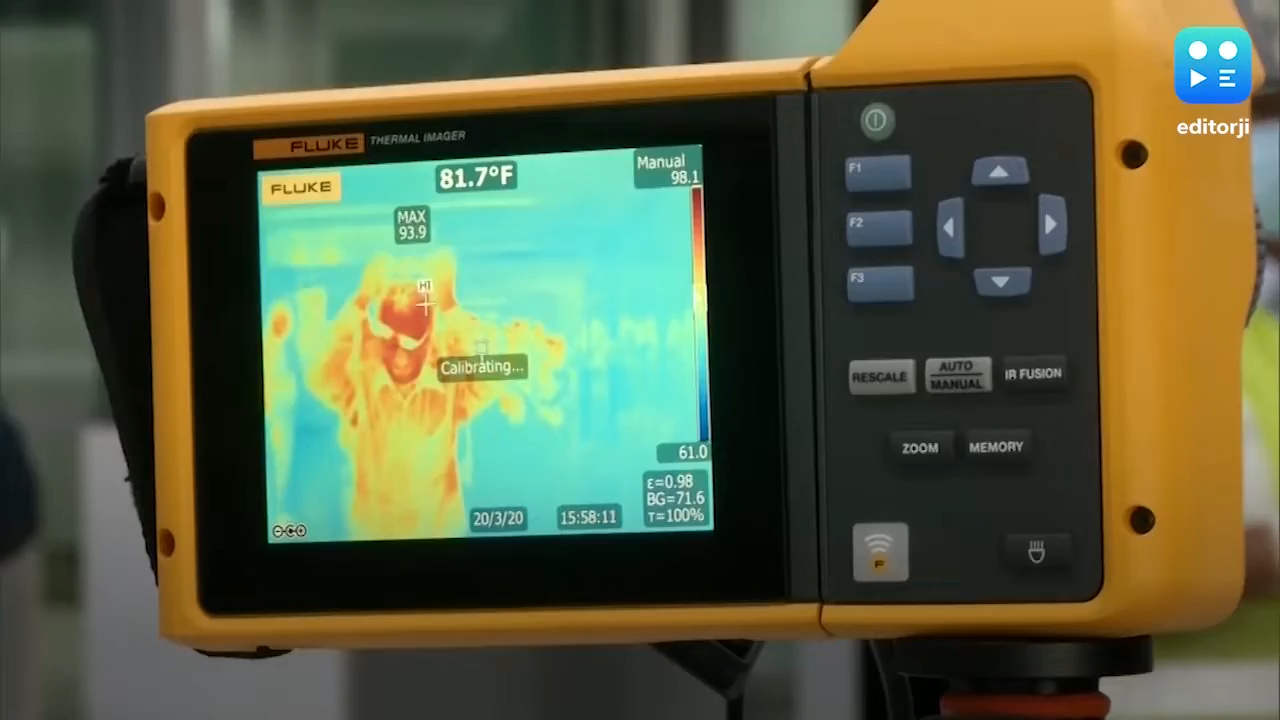 editorji
FLUKE THERMAL IMAGER
FLUKE
81.7°F
Manual
98.1
MAX
93.9
HI
Calibrating...
61.0
ε=0.98
BG=71.6
τ=100%
20/3/20
15:58:11
F1
F2
F3
RESCALE
AUTO
MANUAL
IR FUSION
ZOOM
MEMORY
F